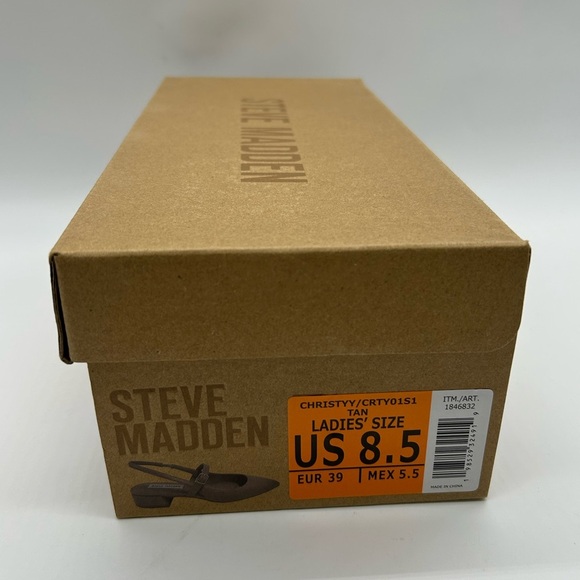 STEVE MADDEN
STEVE
MADDEN
CHRISTYY/CRTY01S1
TAN
LADIES' SIZE
US 8.5
EUR 39 MEX 5.5
ITM./ART.
1846832
MADE IN CHINA